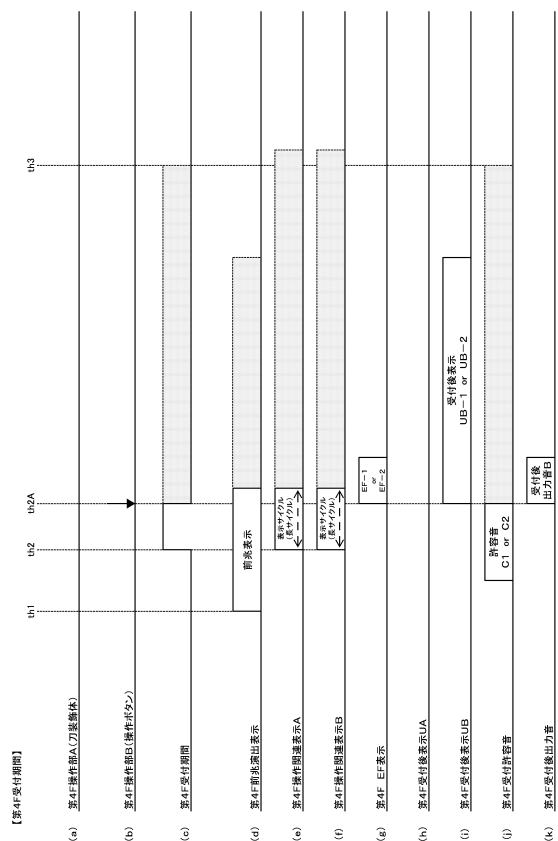 【第4F受付期間】
th1
th2
th2A
th3
(a) 第4F操作部A(刀装飾体)
(b) 第4F操作部B(操作ボタン)
(c) 第4F受付期間
(d) 第4F前兆演出表示
前兆表示
(e) 第4F操作関連表示A
表示サイクル
(長サイクル)
(f) 第4F操作関連表示B
表示サイクル
(長サイクル)
(g) 第4F EF表示
EF-1
or
EF-2
(h) 第4F受付後表示UA
(i) 第4F受付後表示UB
受付後表示
UB-1 or UB-2
(j) 第4F受付許容音
許容音
C1 or C2
(k) 第4F受付後出力音
受付後
出力音B